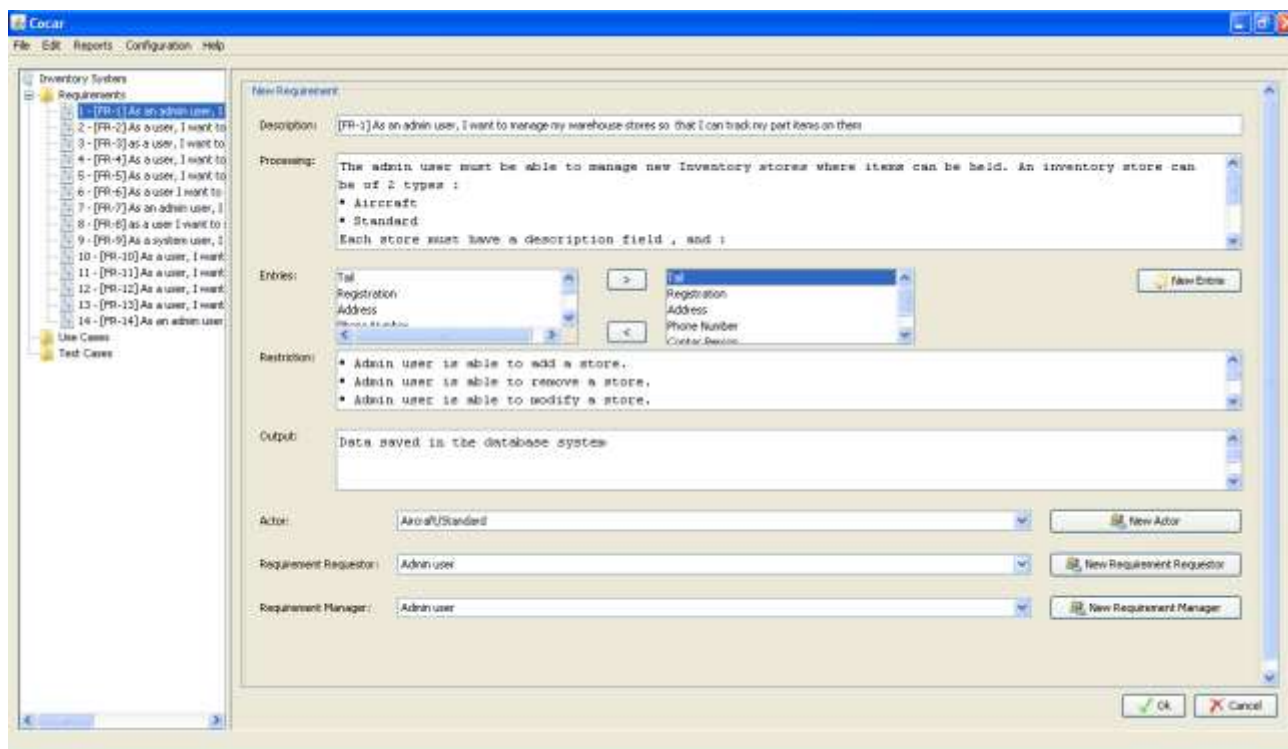 Cocar
File Edit Reports Configuration Help
Inventory System
Requirements
1 - [FR-1] As an admin user, I
2 - [FR-2] As a user, I want to
3 - [FR-3] as a user, I want to
4 - [FR-4] As a user, I want to
5 - [FR-5] As a user, I want to
6 - [FR-6] As a user I want to
7 - [FR-7] As an admin user, I
8 - [FR-8] as a user I want to
9 - [FR-9] As a system user, I
10 - [FR-10] As a user, I want
11 - [FR-11] As a user, I want
12 - [FR-12] As a user, I want
13 - [FR-13] As a user, I want
14 - [FR-14] As an admin user
Use Cases
Test Cases
New Requirement
Description: [FR-1] As an admin user, I want to manage my warehouse stores so that I can track my part items on them
Processing:
The admin user must be able to manage new Inventory stores where items can be held. An inventory store can
be of 2 types :
• Aircraft
• Standard
Each store must have a description field , and :
Entries:
Tail
Registration
Address
Phone Number
>
<
Tail
Registration
Address
Phone Number
Contac Person
New Entrie
Restriction:
• Admin user is able to add a store.
• Admin user is able to remove a store.
• Admin user is able to modify a store.
Output: Data saved in the database system
Actor: Aircraft/Standard New Actor
Requirement Requestor: Admin user New Requirement Requestor
Requirement Manager: Admin user New Requirement Manager
Ok Cancel